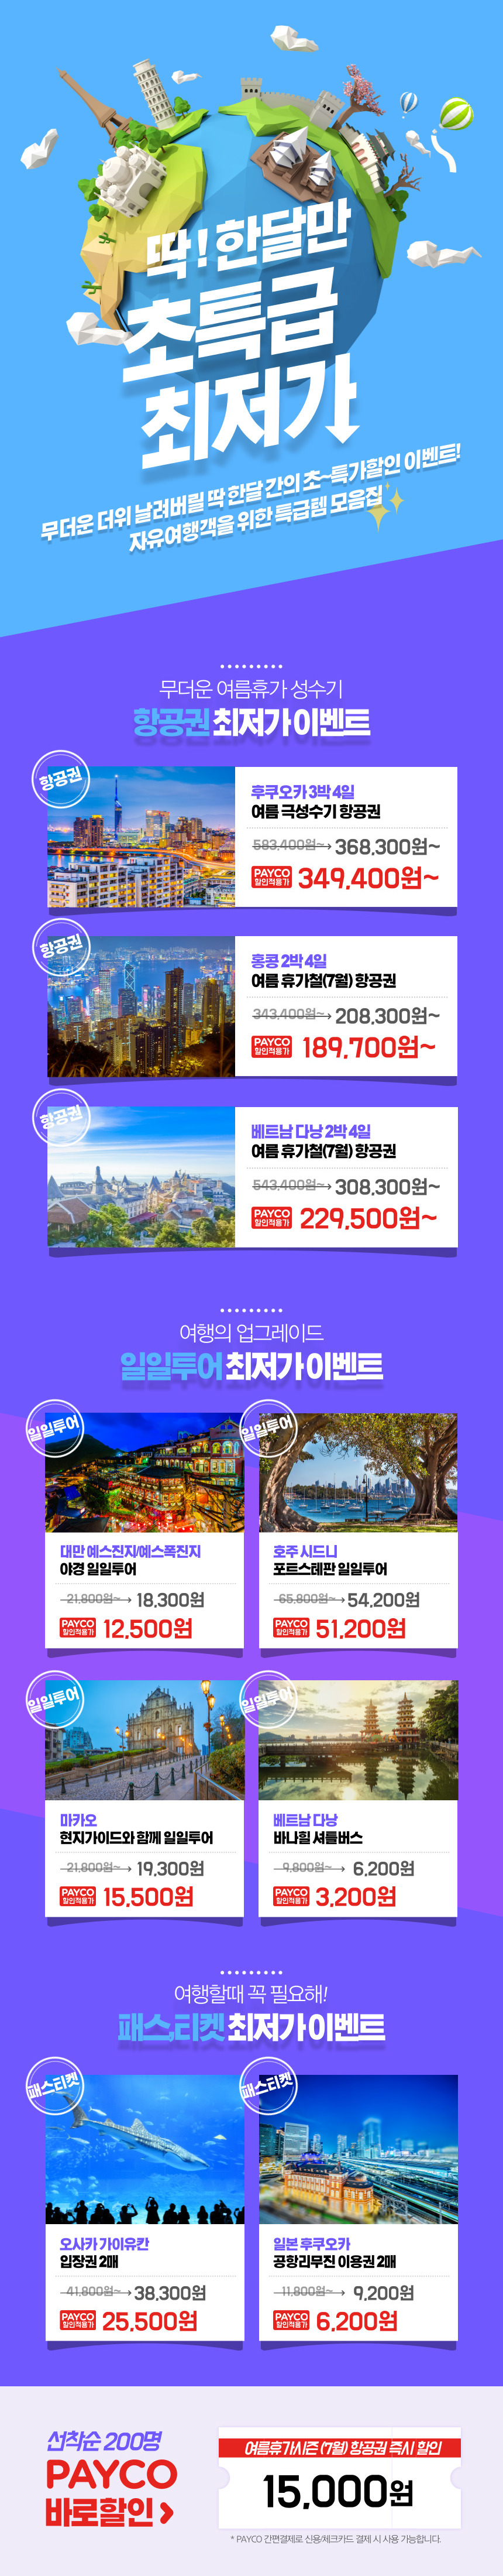 딱! 한달만
초특급
최저가
무더운 더위 날려버릴 딱 한달 간의 초~특가할인 이벤트!
자유여행객을 위한 특급템 모음집
무더운 여름휴가 성수기
항공권 최저가 이벤트
항공권
후쿠오카 3박 4일
여름 극성수기 항공권
583,400원~ → 368,300원~
PAYCO
할인적용가
349,400원~
항공권
홍콩 2박 4일
여름 휴가철(7월) 항공권
343,400원~ → 208,300원~
PAYCO
할인적용가
189,700원~
항공권
베트남 다낭 2박 4일
여름 휴가철(7월) 항공권
543,400원~ → 308,300원~
PAYCO
할인적용가
229,500원~
여행의 업그레이드
일일투어 최저가 이벤트
일일투어
대만 예스진지/예스폭진지
야경 일일투어
21,800원~ → 18,300원
PAYCO
할인적용가
12,500원
일일투어
호주 시드니
포트스테판 일일투어
65,800원~ → 54,200원
PAYCO
할인적용가
51,200원
일일투어
마카오
현지가이드와 함께 일일투어
21,800원~ → 19,300원
PAYCO
할인적용가
15,500원
일일투어
베트남 다낭
바나힐 셔틀버스
9,800원~ → 6,200원
PAYCO
할인적용가
3,200원
여행할때 꼭 필요해!
패스,티켓 최저가 이벤트
패스티켓
오사카 가이유칸
입장권 2매
41,800원~ → 38,300원
PAYCO
할인적용가
25,500원
패스티켓
일본 후쿠오카
공항리무진 이용권 2매
11,800원~ → 9,200원
PAYCO
할인적용가
6,200원
선착순 200명
PAYCO
바로할인 >
여름휴가시즌 (7월) 항공권 즉시 할인
15,000원
* PAYCO 간편결제로 신용/체크카드 결제 시 사용 가능합니다.